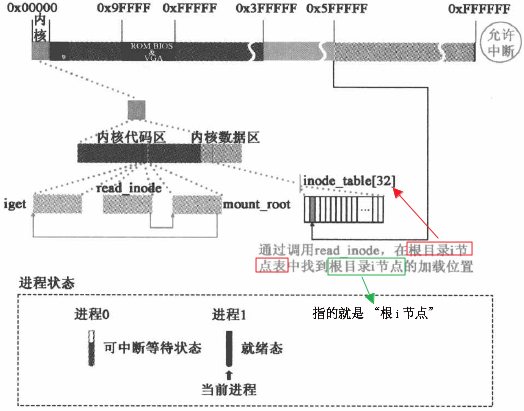 0x00000 0x9FFFF 0xFFFFF 0x3FFFFF 0x5FFFFF 0xFFFFFF
内核
ROM BIOS
&
VGA
允许
中断
内核代码区 内核数据区
inode_table[32]
read_inode
iget
mount_root
...
通过调用read inode，在根目录i节
点表中找到根目录i节点的加载位置
进程状态
指的就是“根i节点”
进程0 进程1
可中断等待状态 就绪态
当前进程